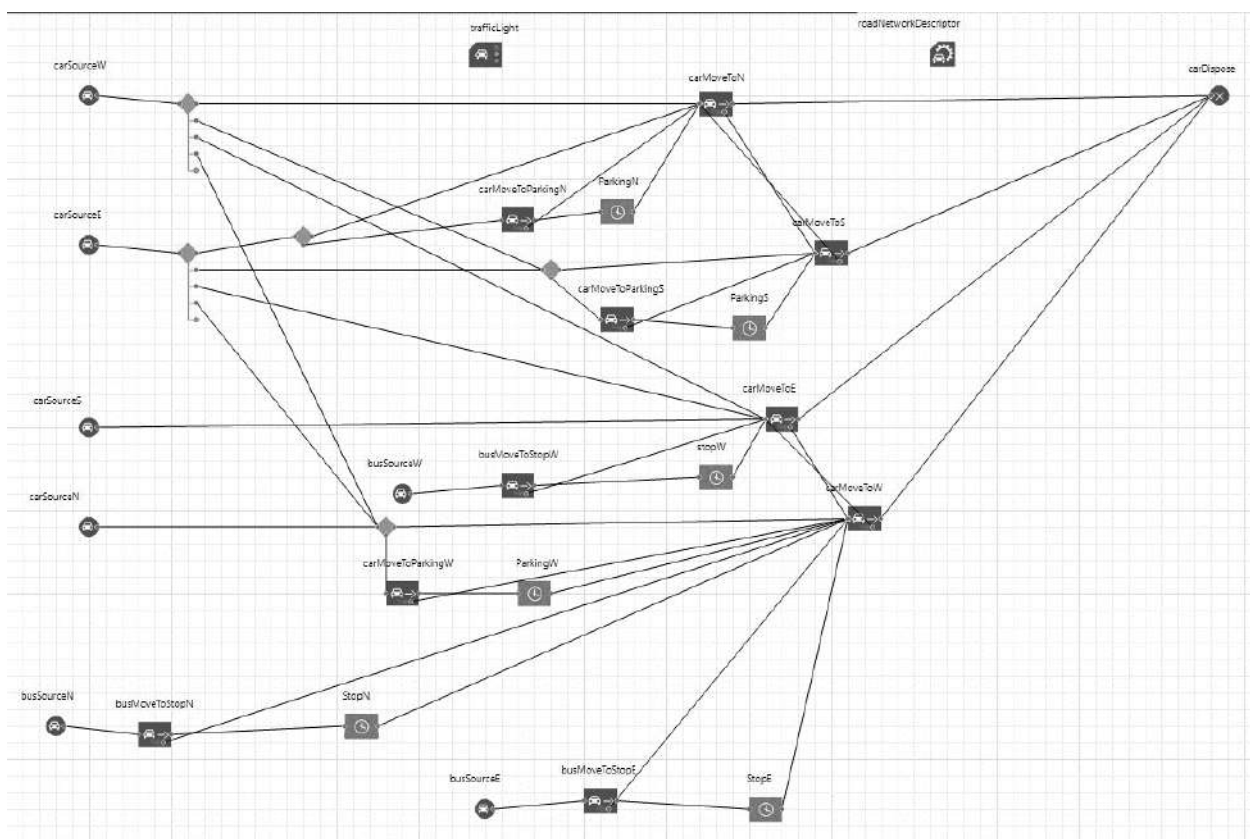 trafficLight
roadNetworkDescriptor
carSourceW
carMoveToN
carDispose
carMoveToParkingN
ParkingN
carSourceE
carMoveToS
carMoveToParkingS
ParkingS
carMoveToE
carSourceS
stopW
busMoveToStopW
busSourceW
carMoveToW
carSourceN
carMoveToParkingW
ParkingW
busSourceN
busMoveToStopN
StopN
busMoveToStopE
busSourceE
StopE